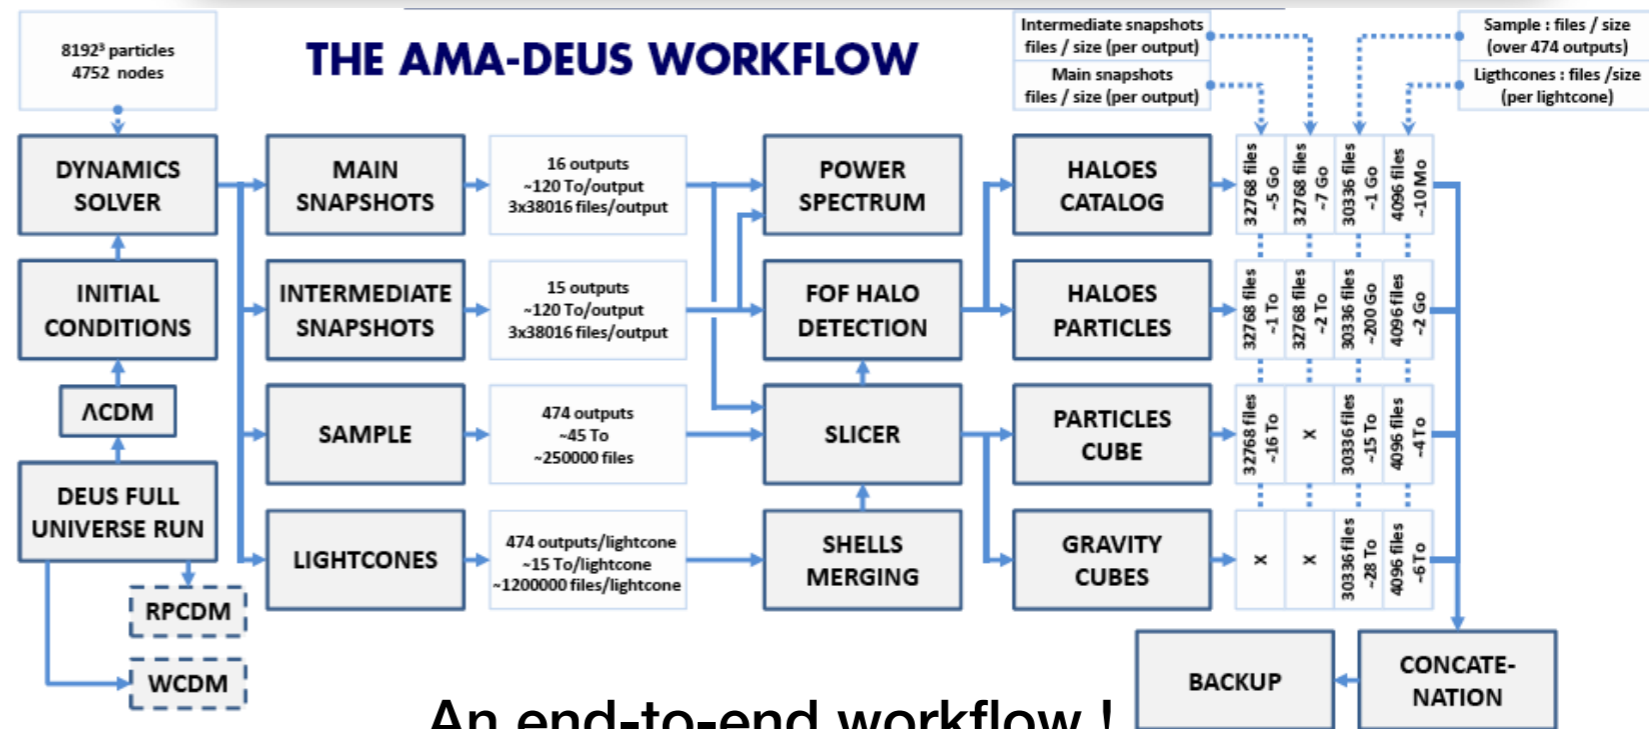 8192³ particles
4752 nodes
THE AMA-DEUS WORKFLOW
Intermediate snapshots
files / size (per output)
Main snapshots
files / size (per output)
Sample : files / size
(over 474 outputs)
Ligthcones : files /size
(per lightcone)
DYNAMICS
SOLVER
MAIN
SNAPSHOTS
16 outputs
~120 To/output
3x38016 files/output
POWER
SPECTRUM
HALOES
CATALOG
32768 files
~5 Go
32768 files
~7 Go
30336 files
~1 Go
4096 files
~10 Mo
INITIAL
CONDITIONS
INTERMEDIATE
SNAPSHOTS
15 outputs
~120 To/output
3x38016 files/output
FOF HALO
DETECTION
HALOES
PARTICLES
32768 files
~1 To
32768 files
~2 To
30336 files
~200 Go
4096 files
~2 Go
ΛCDM
SAMPLE
474 outputs
~45 To
~250000 files
SLICER
PARTICLES
CUBE
32768 files
~16 To
X
30336 files
~15 To
4096 files
~4 To
DEUS FULL
UNIVERSE RUN
LIGHTCONES
474 outputs/lightcone
~15 To/lightcone
~1200000 files/lightcone
SHELLS
MERGING
GRAVITY
CUBES
X
X
30336 files
~28 To
4096 files
~6 To
RPCDM
WCDM
BACKUP
CONCATE-
NATION
An end-to-end workflow !